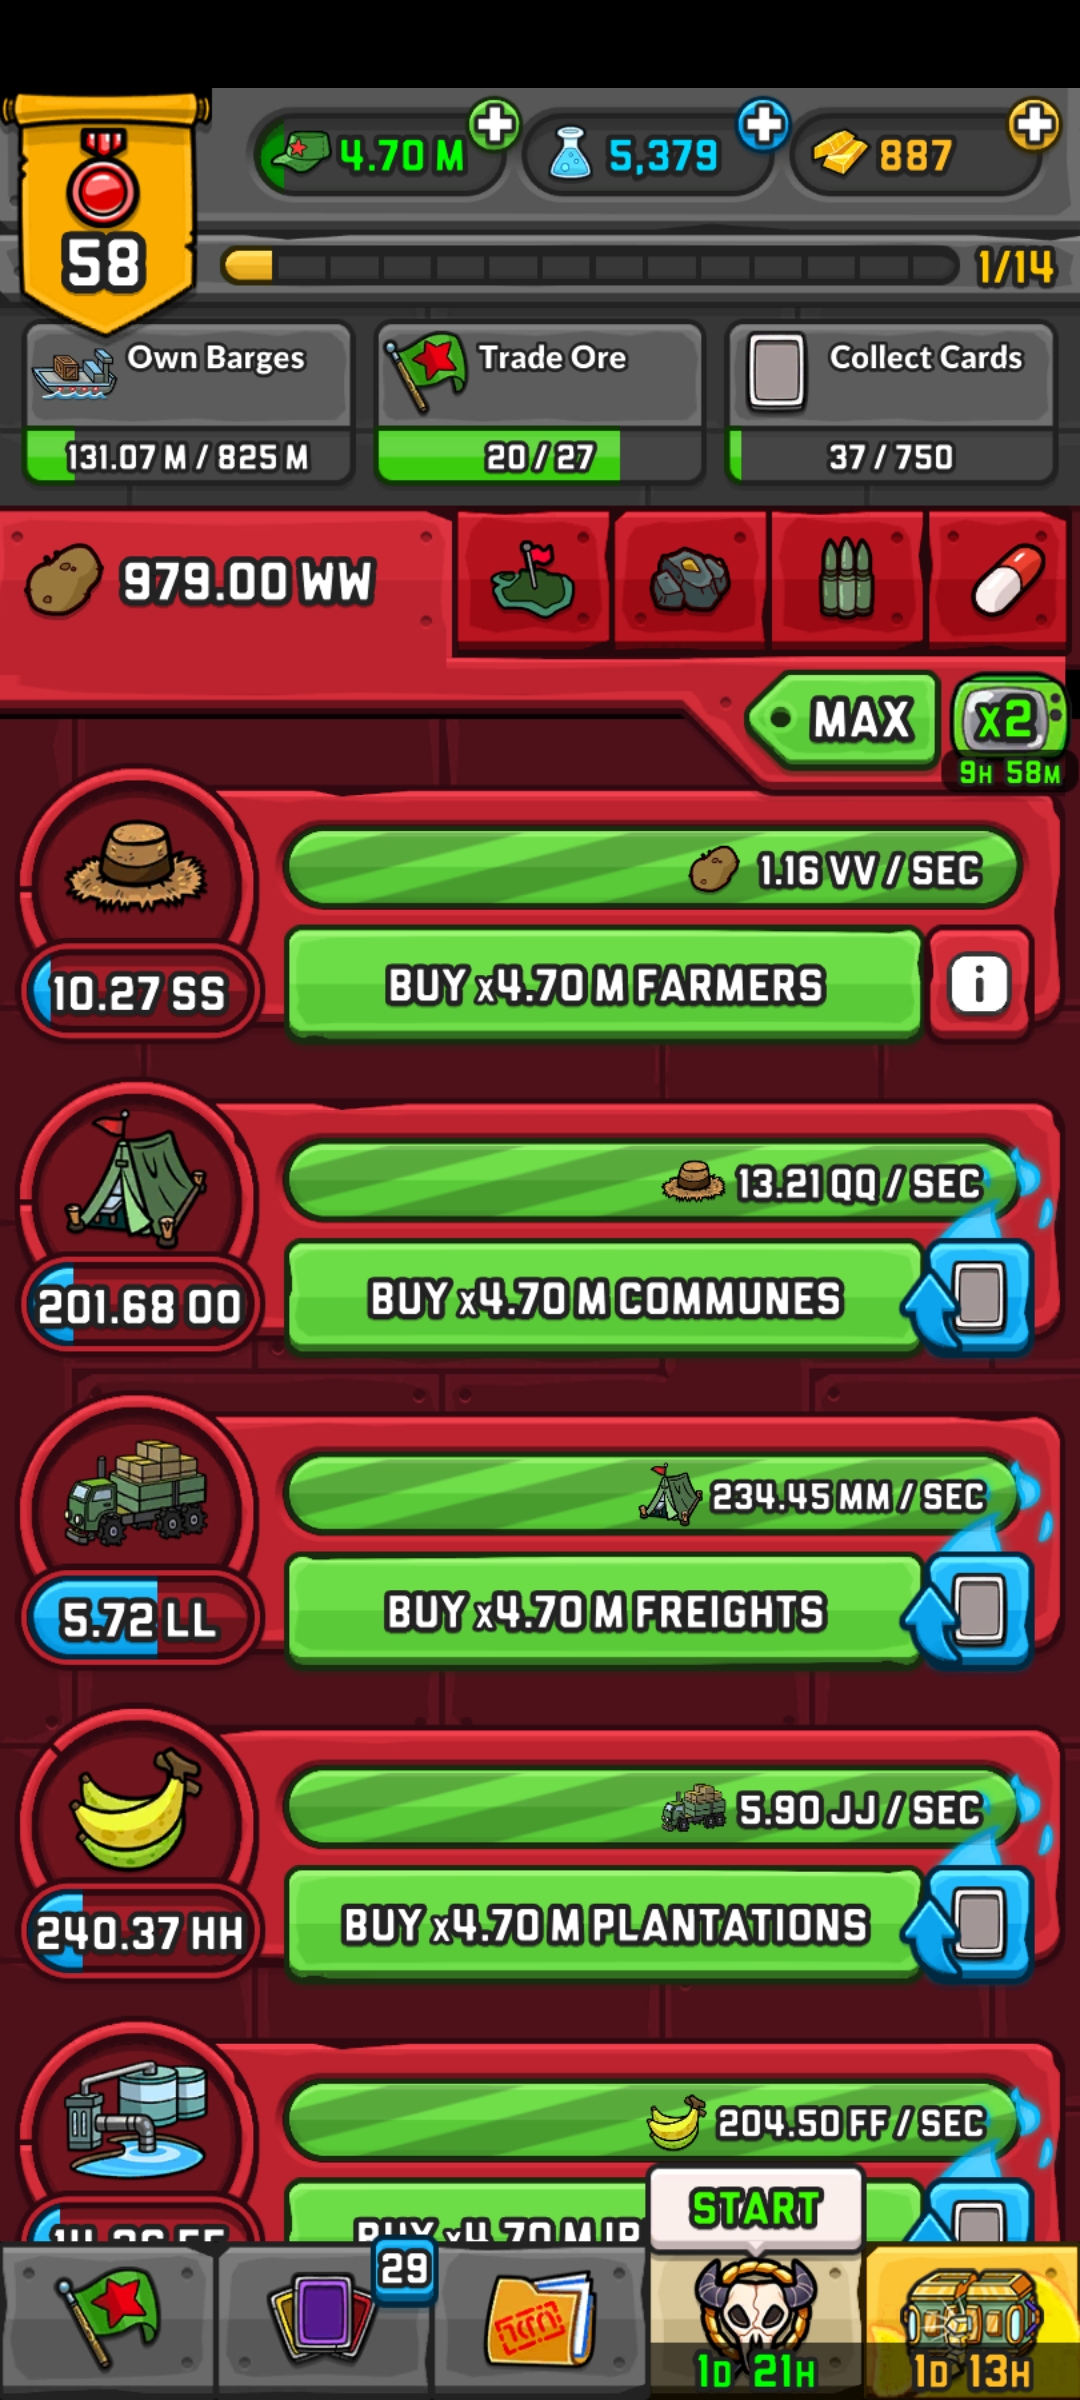 58
4.70 M
5,379
887
1/14
Own Barges
131.07 M / 825 M
Trade Ore
20 / 27
Collect Cards
37 / 750
979.00 WW
MAX
x2
9H 58M
1.16 VV / SEC
10.27 SS
BUY x4.70 M FARMERS
i
13.21 QQ / SEC
201.68 OO
BUY x4.70 M COMMUNES
234.45 MM / SEC
5.72 LL
BUY x4.70 M FREIGHTS
5.90 JJ / SEC
240.37 HH
BUY x4.70 M PLANTATIONS
204.50 FF / SEC
BUY x4.70 M
START
29
1D 21H
1D 13H